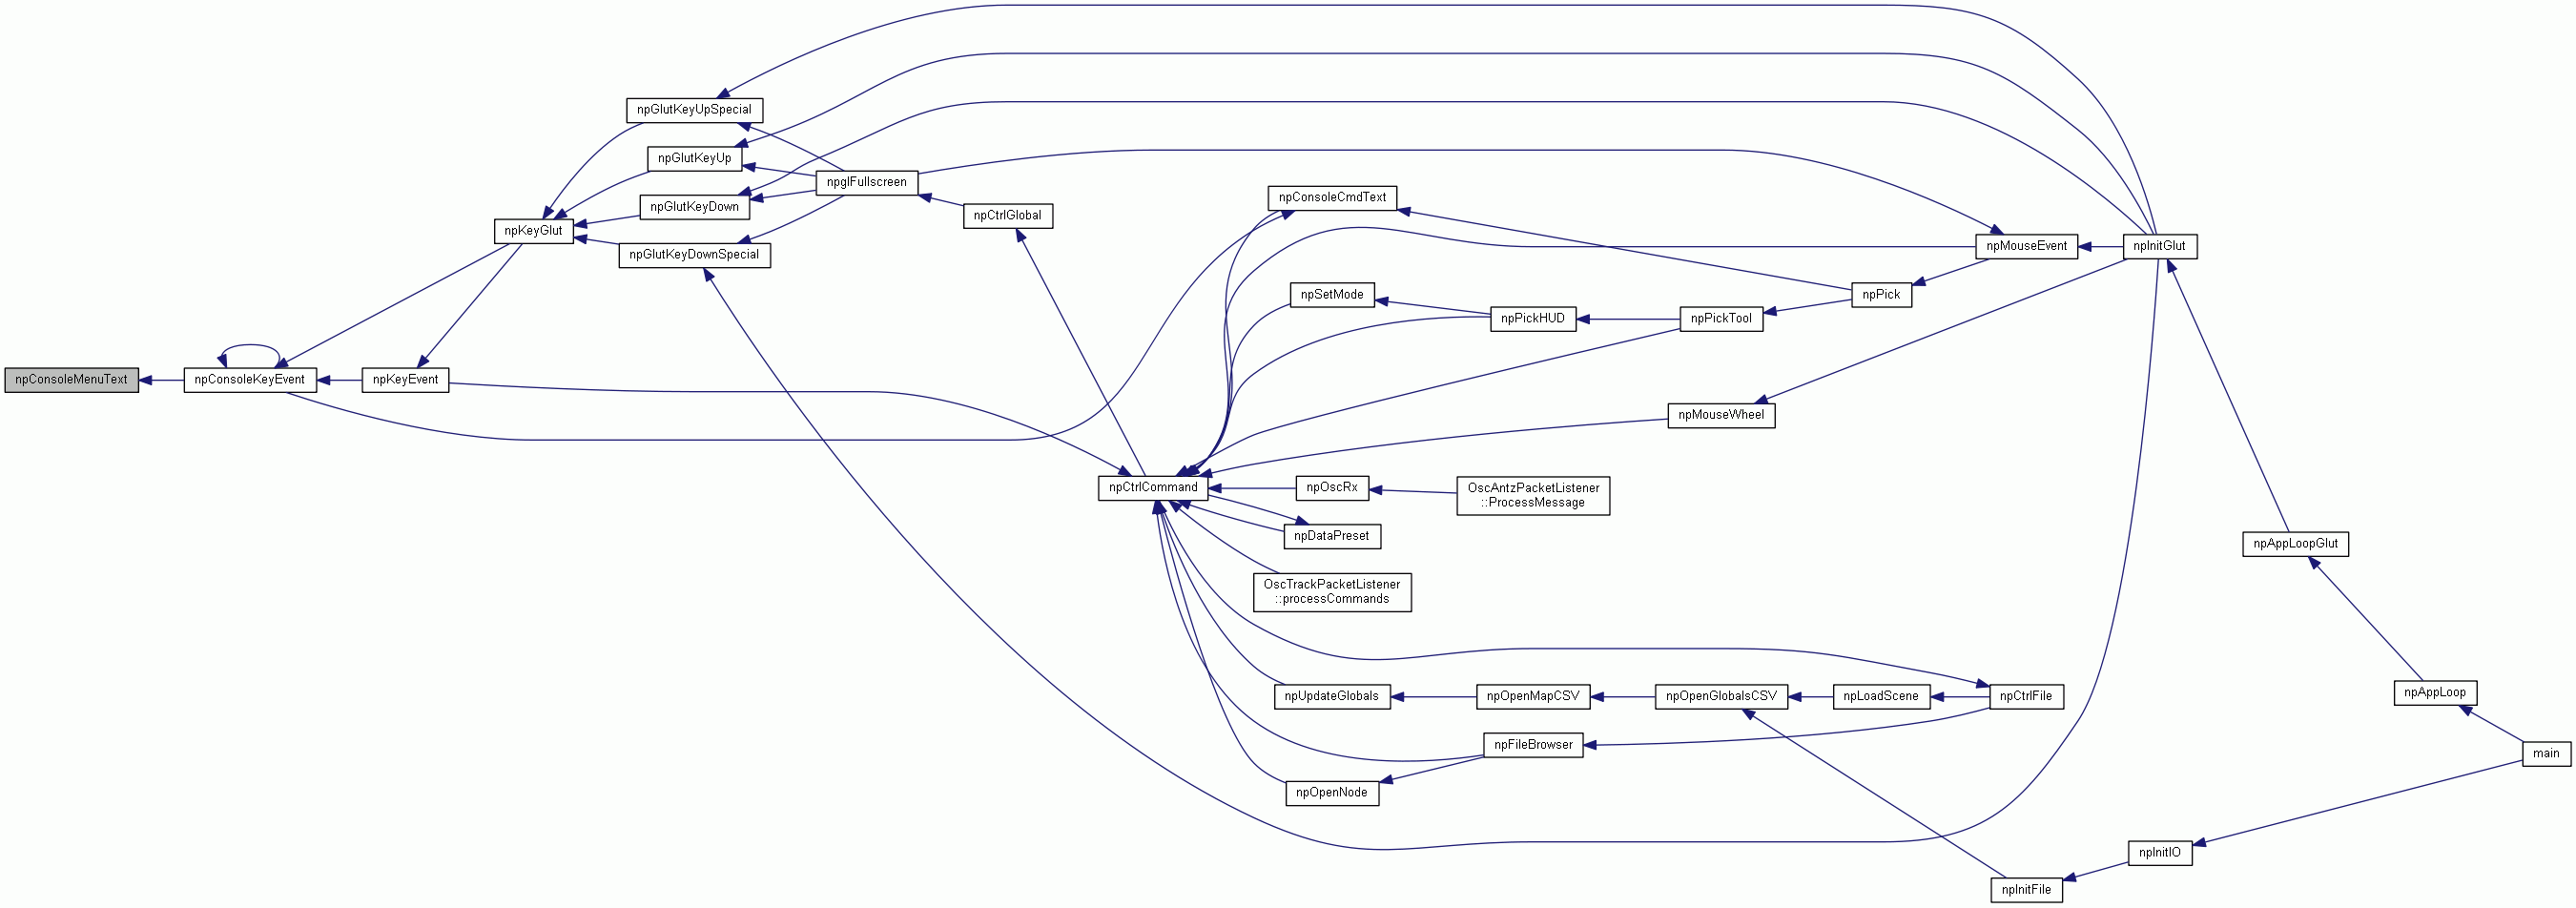 npGlutKeyUpSpecial
npGlutKeyUp
npglFullscreen
npConsoleCmdText
npGlutKeyDown
npCtrlGlobal
npKeyGlut
npMouseEvent
npInitGlut
npGlutKeyDownSpecial
npSetMode
npPick
npPickHUD
npPickTool
npConsoleMenuText
npConsoleKeyEvent
npKeyEvent
npMouseWheel
npCtrlCommand
npOscRx
OscAntzPacketListener
::ProcessMessage
npDataPreset
npAppLoopGlut
OscTrackPacketListener
::processCommands
npUpdateGlobals
npOpenMapCSV
npOpenGlobalsCSV
npLoadScene
npCtrlFile
npAppLoop
npFileBrowser
main
npOpenNode
npInitIO
npInitFile